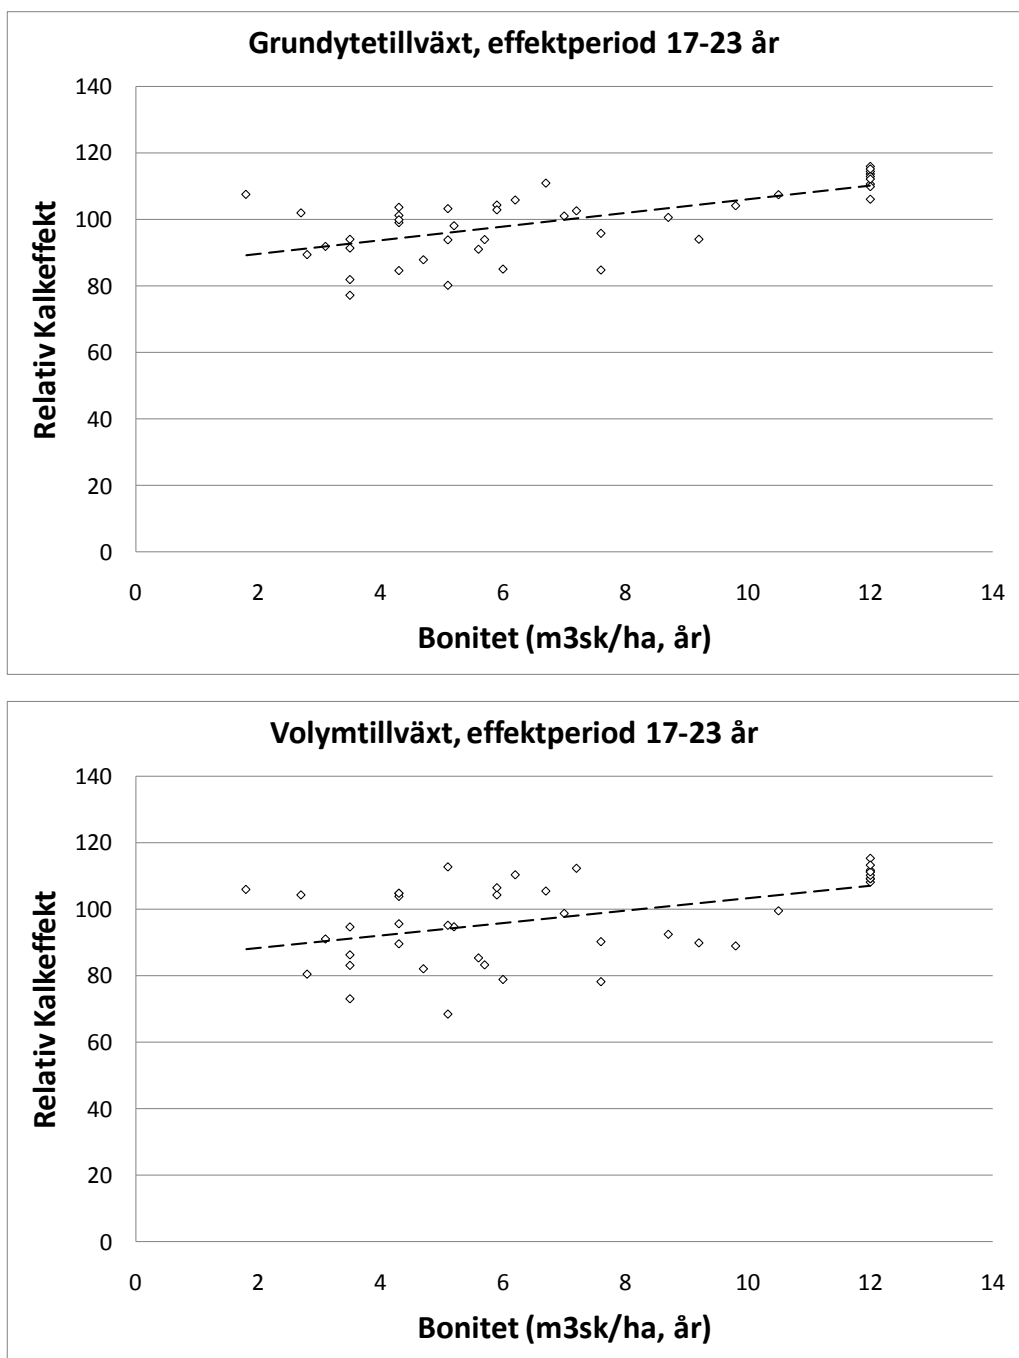 Grundytetillväxt, effektperiod 17-23 år
140
120
100
80
60
40
20
0
Relativ Kalkeffekt
0 2 4 6 8 10 12 14
Bonitet (m3sk/ha, år)
Volymtillväxt, effektperiod 17-23 år
140
120
100
80
60
40
20
0
Relativ Kalkeffekt
0 2 4 6 8 10 12 14
Bonitet (m3sk/ha, år)